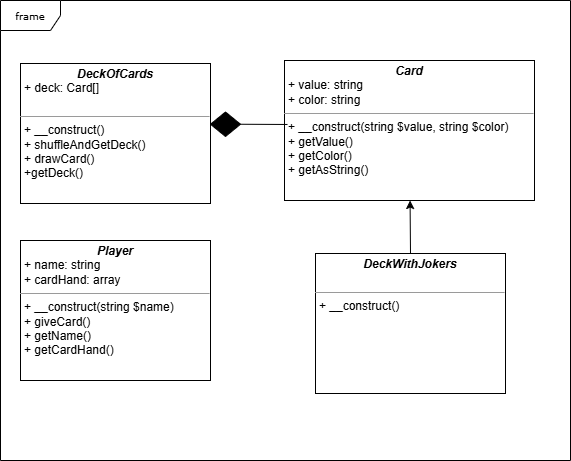 frame
DeckOfCards
+ deck: Card[]
+ __construct()
+ shuffleAndGetDeck()
+ drawCard()
+getDeck()
Card
+ value: string
+ color: string
+ __construct(string $value, string $color)
+ getValue()
+ getColor()
+ getAsString()
Player
+ name: string
+ cardHand: array
+ __construct(string $name)
+ giveCard()
+ getName()
+ getCardHand()
DeckWithJokers
+ __construct()